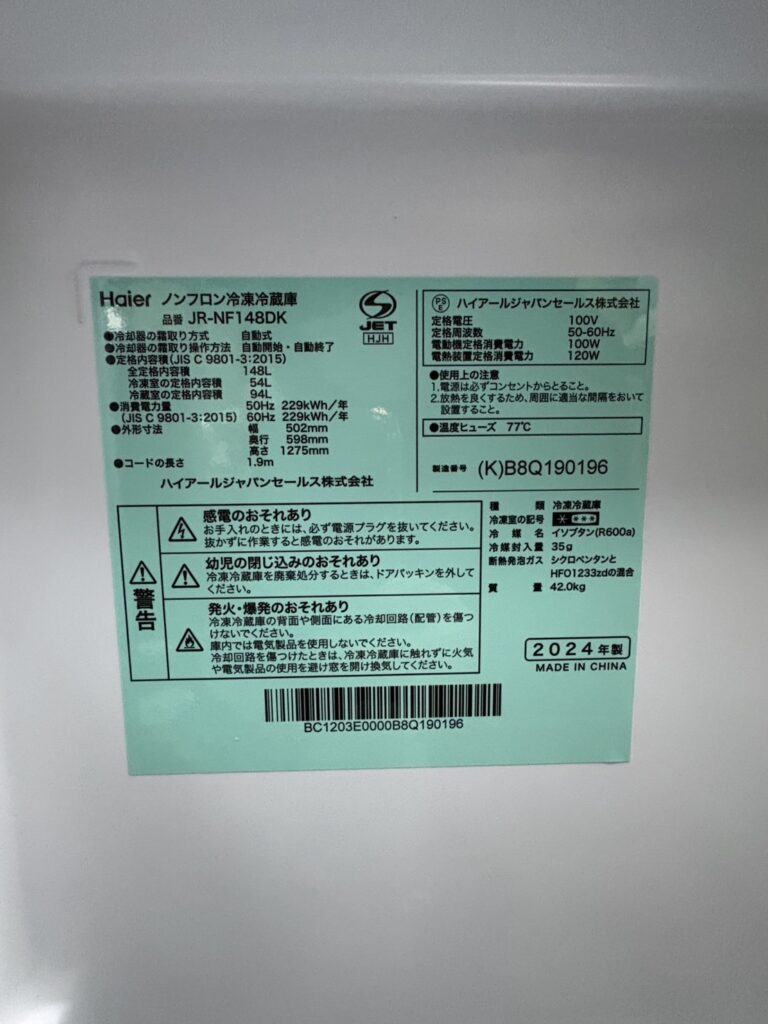 Haier ノンフロン冷凍冷蔵庫
品番 JR-NF148DK
JET
HJH
●冷却器の霜取り方式 自動式
●冷却器の霜取り操作方法 自動開始・自動終了
●定格内容積(JIS C 9801-3:2015)
全定格内容積 148L
冷凍室の定格内容積 54L
冷蔵室の定格内容積 94L
●消費電力量 50Hz 229kWh/年
(JIS C 9801-3:2015) 60Hz 229kWh/年
●外形寸法 幅 502mm
奥行 598mm
高さ 1275mm
●コードの長さ 1.9m
ハイアールジャパンセールス株式会社
PSE ハイアールジャパンセールス株式会社
定格電圧 100V
定格周波数 50-60Hz
電動機定格消費電力 100W
電熱装置定格消費電力 120W
●使用上の注意
1.電源は必ずコンセントからとること。
2.放熱を良くするため、周囲に適当な間隔をおいて
設置すること。
●温度ヒューズ 77℃
製造番号 (K)B8Q190196
警告
感電のおそれあり
お手入れのときには、必ず電源プラグを抜いてください。
抜かずに作業すると感電のおそれがあります。
幼児の閉じ込みのおそれあり
冷凍冷蔵庫を廃棄処分するときは、ドアパッキンを外して
ください。
発火・爆発のおそれあり
冷凍冷蔵庫の背面や側面にある冷却回路(配管)を傷つ
けないでください。
庫内では電気製品を使用しないでください。
冷却回路を傷つけたときは、冷凍冷蔵庫に触れずに火気
や電気製品の使用を避け窓を開け換気してください。
種類 冷凍冷蔵庫
冷凍室の記号 ****
冷媒名 イソブタン(R600a)
冷媒封入量 35g
断熱発泡ガス シクロペンタンと
HFO1233zdの混合
質量 42.0kg
2024年製
MADE IN CHINA
BC1203E0000B8Q190196